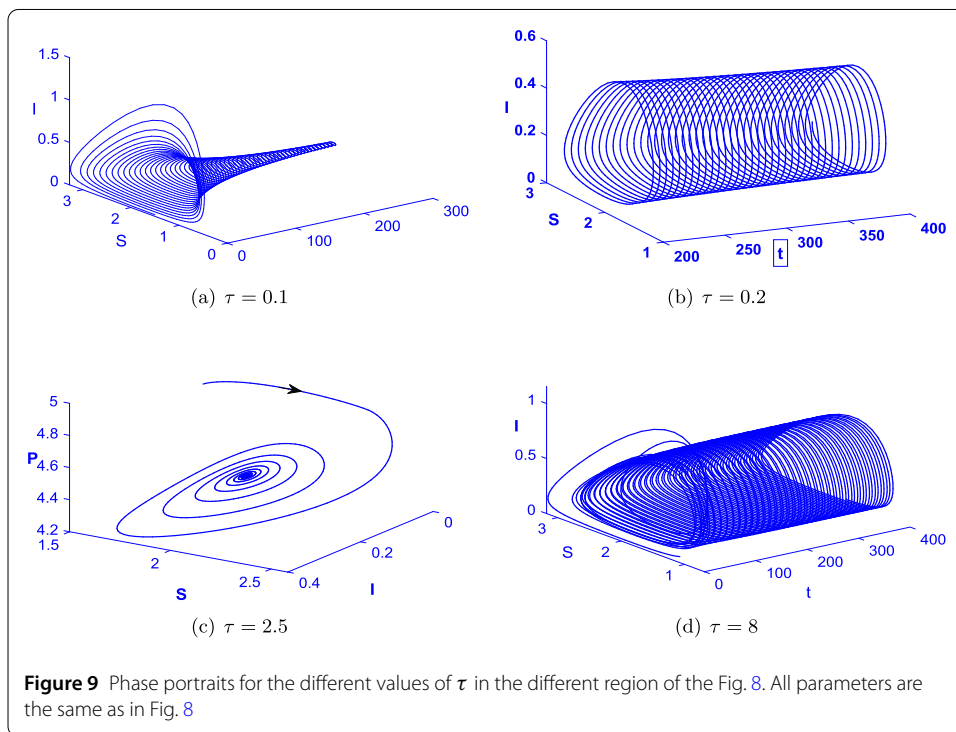 1.5
1
I
0.5
0
3
2
S
1
0
0
100
200
300
(a) τ = 0.1
0.6
0.4
I
0.2
0
3
S
2
1
200
250
t
300
350
400
(b) τ = 0.2
5
4.8
P
4.6
4.4
4.2
1.5
2
S
2.5
0.4
I
0.2
0
(c) τ = 2.5
1
I
0.5
0
3
S
2
1
0
100
t
200
300
400
(d) τ = 8
Figure 9 Phase portraits for the different values of τ in the different region of the Fig. 8. All parameters are
the same as in Fig. 8